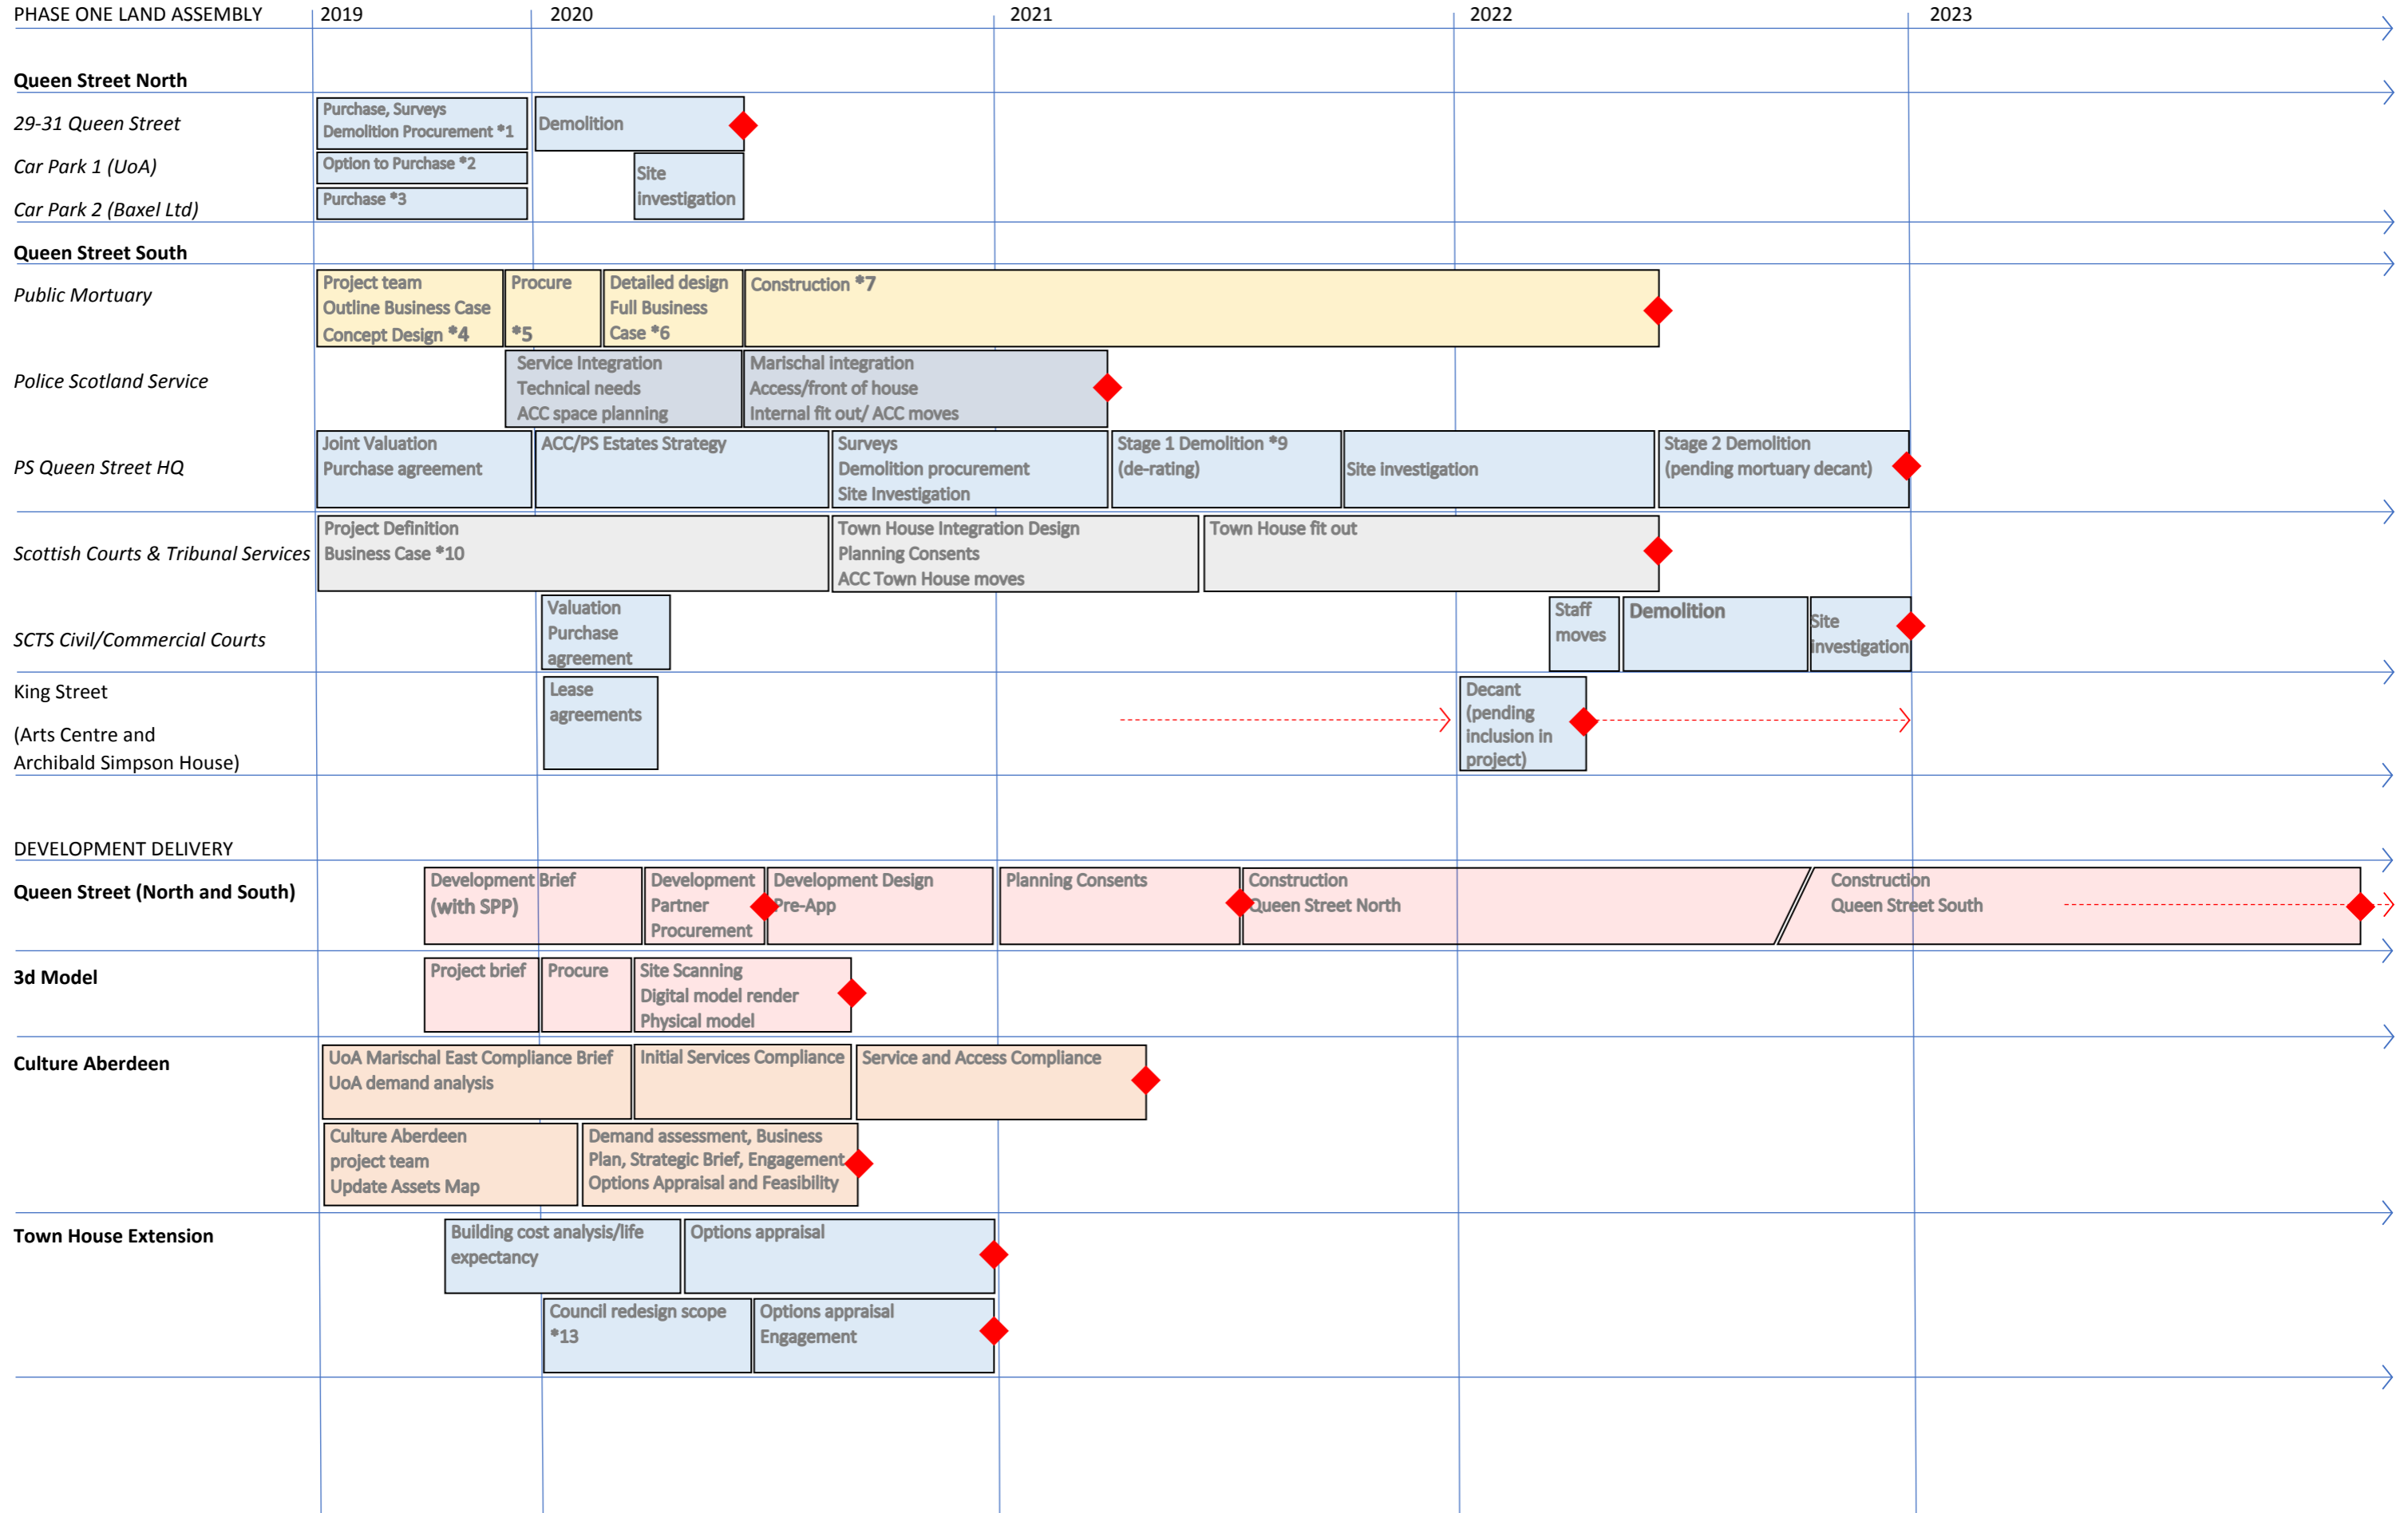 PHASE ONE LAND ASSEMBLY 2019 2020 2021 2022 2023
Queen Street North
29-31 Queen Street
Purchase, Surveys
Demolition Procurement *1
Demolition
Car Park 1 (UoA)
Option to Purchase *2
Site
investigation
Car Park 2 (Baxel Ltd)
Purchase *3
Queen Street South
Public Mortuary
Project team
Outline Business Case
Concept Design *4
Procure
*5
Detailed design
Full Business
Case *6
Construction *7
Police Scotland Service
Service Integration
Technical needs
ACC space planning
Marischal integration
Access/front of house
Internal fit out/ ACC moves
PS Queen Street HQ
Joint Valuation
Purchase agreement
ACC/PS Estates Strategy
Surveys
Demolition procurement
Site Investigation
Stage 1 Demolition *9
(de-rating)
Site investigation
Stage 2 Demolition
(pending mortuary decant)
Scottish Courts & Tribunal Services
Project Definition
Business Case *10
Town House Integration Design
Planning Consents
ACC Town House moves
Town House fit out
SCTS Civil/Commercial Courts
Valuation
Purchase
agreement
Staff
moves
Demolition
Site
investigation
King Street
(Arts Centre and
Archibald Simpson House)
Lease
agreements
Decant
(pending
inclusion in
project)
DEVELOPMENT DELIVERY
Queen Street (North and South)
Development Brief
(with SPP)
Development
Partner
Procurement
Development Design
Pre-App
Planning Consents
Construction
Queen Street North
Construction
Queen Street South
3d Model
Project brief
Procure
Site Scanning
Digital model render
Physical model
Culture Aberdeen
UoA Marischal East Compliance Brief
UoA demand analysis
Initial Services Compliance
Service and Access Compliance
Culture Aberdeen
project team
Update Assets Map
Demand assessment, Business
Plan, Strategic Brief, Engagement
Options Appraisal and Feasibility
Town House Extension
Building cost analysis/life
expectancy
Options appraisal
Council redesign scope
*13
Options appraisal
Engagement